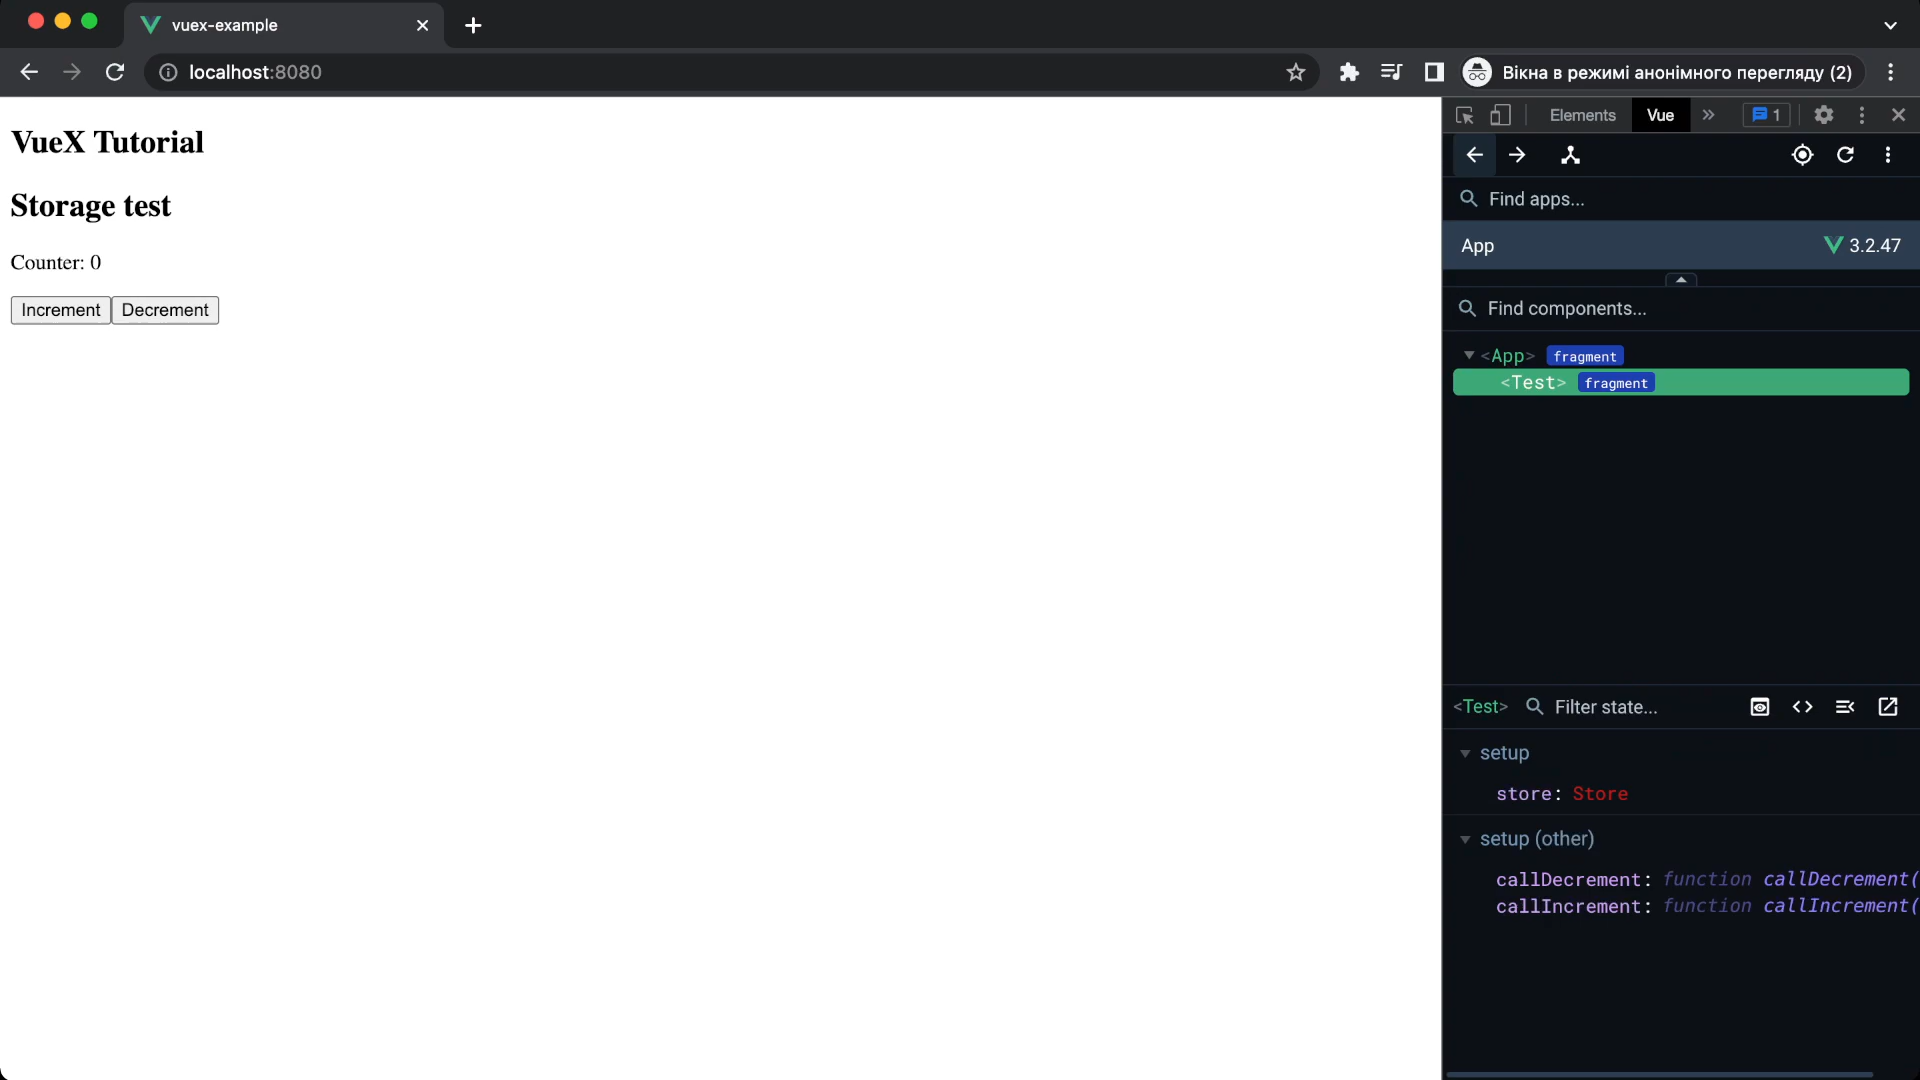 vuex-example
localhost:8080
Вікна в режимі анонімного перегляду (2)
VueX Tutorial
Storage test
Counter: 0
Increment Decrement
Elements Vue 1
Find apps...
App 3.2.47
Find components...
<App> fragment
<Test> fragment
<Test> Filter state...
setup
store: Store
setup (other)
callDecrement: function callDecrement(
callIncrement: function callIncrement(